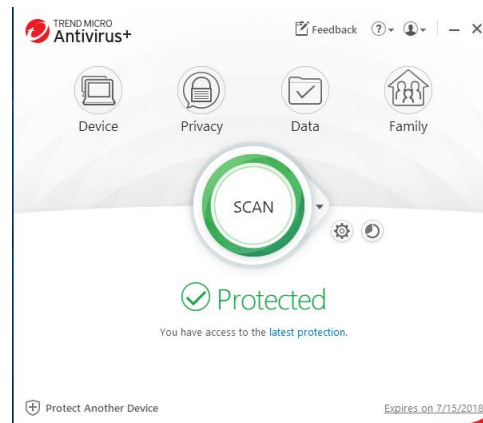 TREND MICRO
Antivirus+
Feedback
?
Device
Privacy
Data
Family
SCAN
Protected
You have access to the latest protection.
Protect Another Device
Expires on 7/15/2018